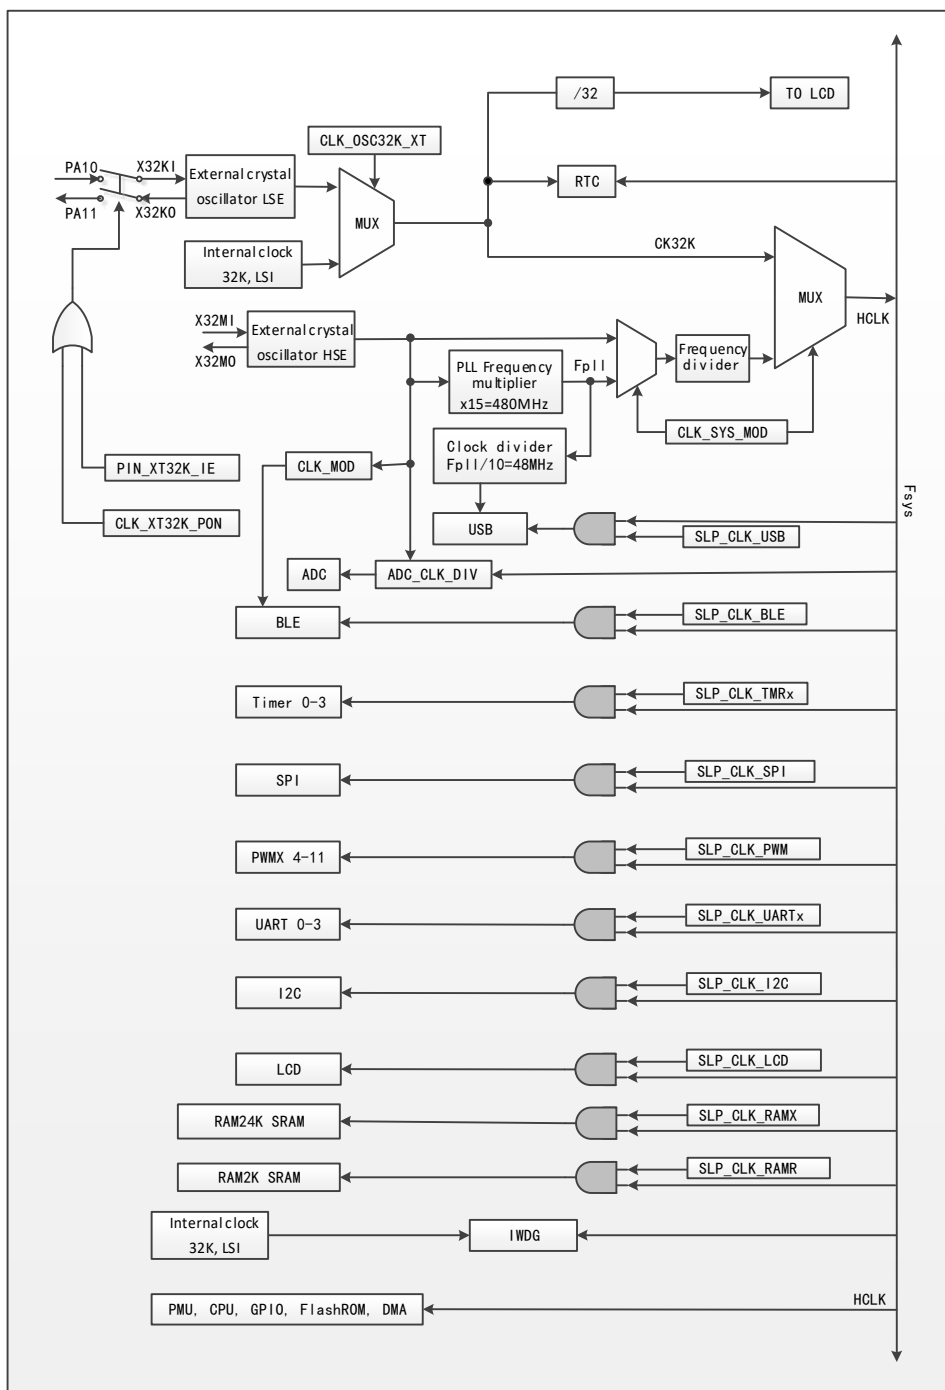 /32
TO LCD
CLK_OSC32K_XT
PA10
X32KI
External crystal
oscillator LSE
RTC
PA11
X32KO
MUX
Internal clock
32K, LSI
CK32K
MUX
HCLK
X32MI
External crystal
oscillator HSE
X32MO
PLL Frequency
multiplier
x15=480MHz
Fpll
Frequency
divider
CLK_SYS_MOD
Clock divider
Fpll/10=48MHz
CLK_MOD
PIN_XT32K_IE
CLK_XT32K_PON
Fsys
USB
SLP_CLK_USB
ADC
ADC_CLK_DIV
BLE
SLP_CLK_BLE
Timer 0-3
SLP_CLK_TMRx
SPI
SLP_CLK_SPI
PWMX 4-11
SLP_CLK_PWM
UART 0-3
SLP_CLK_UARTx
I2C
SLP_CLK_I2C
LCD
SLP_CLK_LCD
RAM24K SRAM
SLP_CLK_RAMX
RAM2K SRAM
SLP_CLK_RAMR
Internal clock
32K, LSI
IWDG
PMU, CPU, GPIO, FlashROM, DMA
HCLK